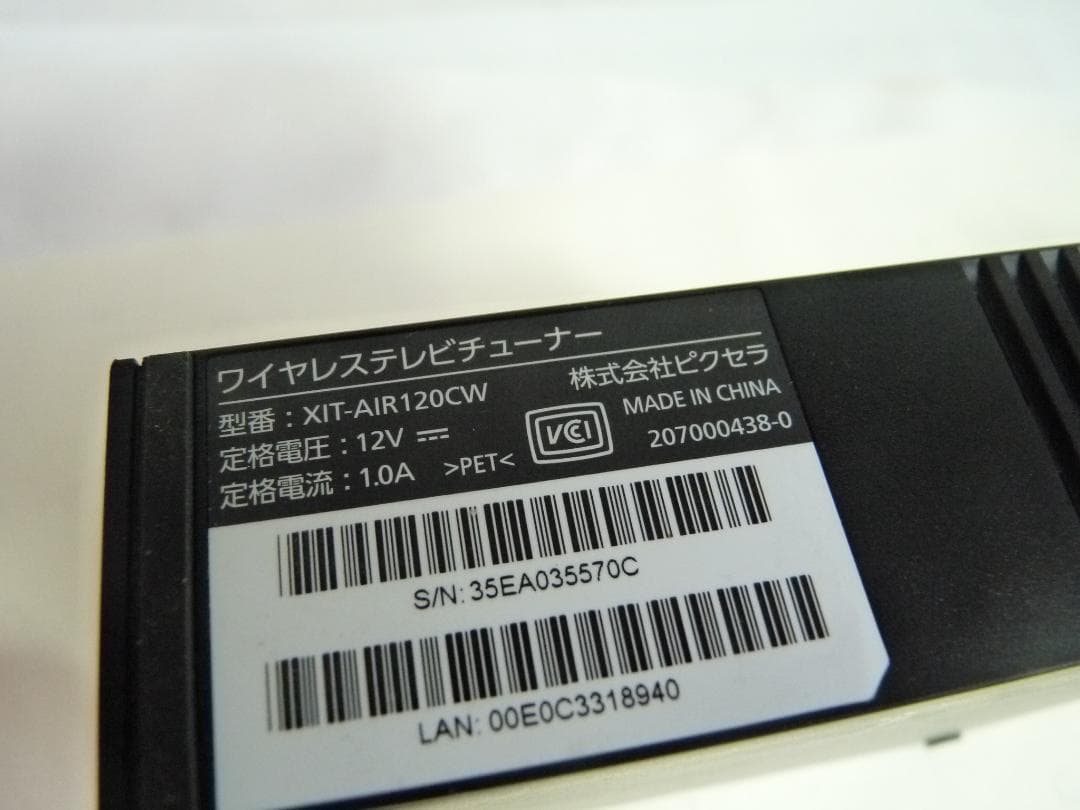 ワイヤレステレビチューナー
株式会社ピクセラ
型番：XIT-AIR120CW
MADE IN CHINA
定格電圧：12V
VCCI
207000438-0
定格電流：1.0A >PET<
S/N: 35EA035570C
LAN: 00E0C3318940